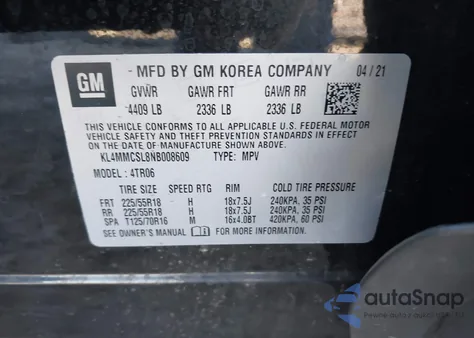 GM
MFD BY GM KOREA COMPANY 04/21
GVWR GAWR FRT GAWR RR
4409 LB 2336 LB 2336 LB
THIS VEHICLE CONFORMS TO ALL APPLICABLE U.S. FEDERAL MOTOR
VEHICLE SAFETY STANDARDS IN EFFECT ON THE DATE OF
MANUFACTURE SHOWN ABOVE.
KL4MMCSL8NB008609 TYPE: MPV
MODEL: 4TR06
TIRE SIZE SPEED RTG RIM COLD TIRE PRESSURE
FRT 225/55R18 H 18x7.5J 240KPA, 35 PSI
RR 225/55R18 H 18x7.5J 240KPA, 35 PSI
SPA T125/70R16 M 16x4.0BT 420KPA, 60 PSI
SEE OWNER'S MANUAL FOR MORE INFORMATION.
autoSnap